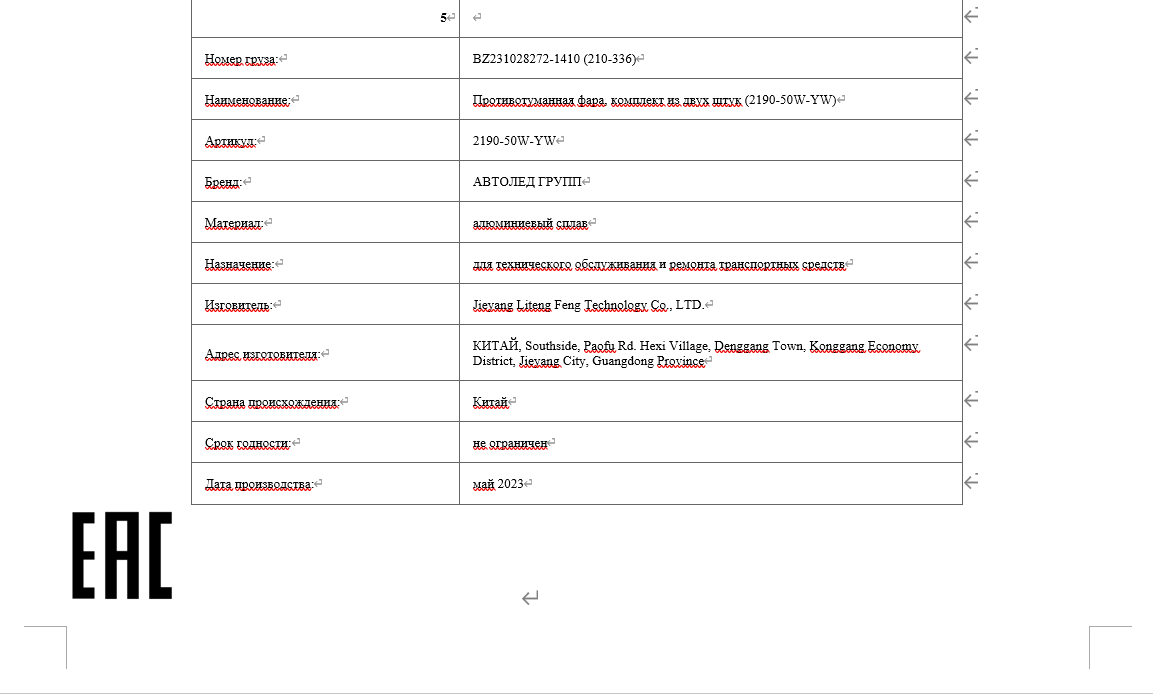 5
Номер груза: BZ231028272-1410 (210-336)
Наименование: Противотуманная фара, комплект из двух штук (2190-50W-YW)
Артикул: 2190-50W-YW
Бренд: АВТОЛЕД ГРУПП
Материал: алюминиевый сплав
Назначение: для технического обслуживания и ремонта транспортных средств
Изговитель: Jieyang Liteng Feng Technology Co., LTD.
Адрес изготовителя: КИТАЙ, Southside, Paofu Rd. Hexi Village, Denggang Town, Konggang Economy
District, Jieyang City, Guangdong Province
Страна происхождения: Китай
Срок годности: не ограничен
Дата производства: май 2023
EAC